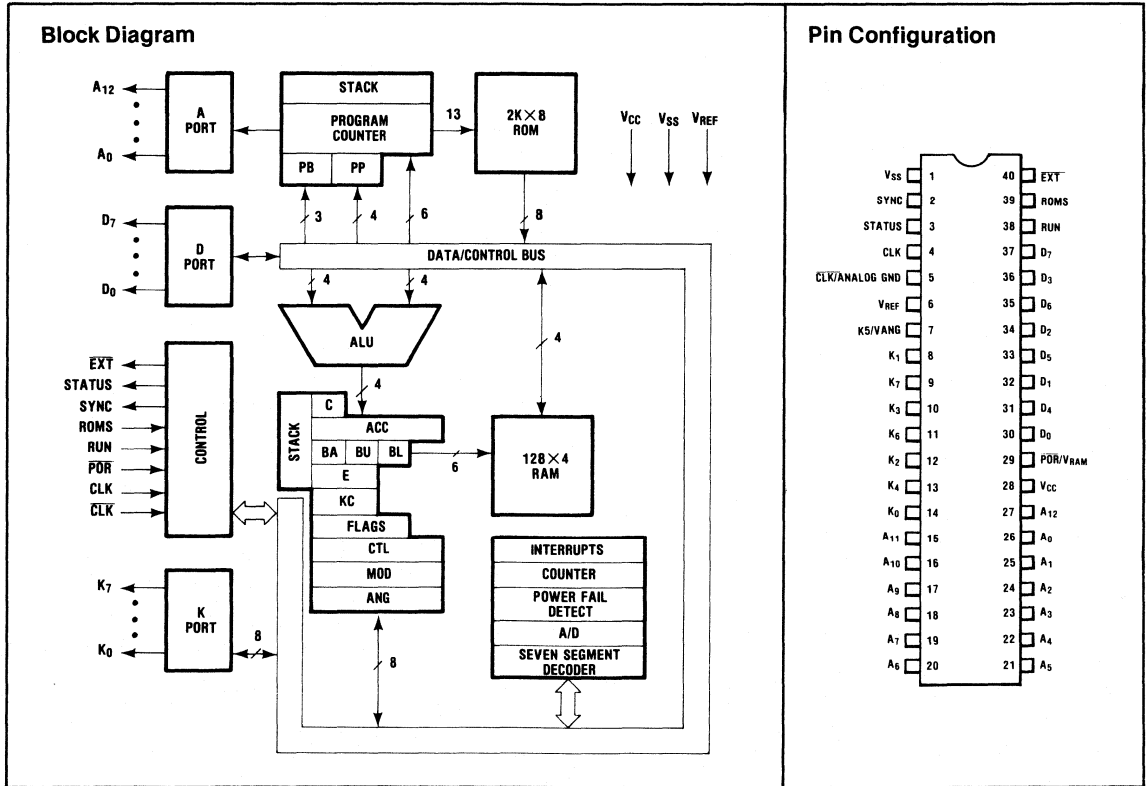 Block Diagram
A12
A0
A PORT
STACK
PROGRAM COUNTER
PB
PP
13
2K×8 ROM
VCC
VSS
VREF
3
4
6
8
D7
D0
D PORT
DATA/CONTROL BUS
4
4
ALU
4
4
EXT
STATUS
SYNC
ROMS
RUN
POR
CLK
CLK
CONTROL
STACK
C
ACC
BA
BU
BL
6
128×4 RAM
E
KC
FLAGS
CTL
MOD
ANG
8
INTERRUPTS
COUNTER
POWER FAIL DETECT
A/D
SEVEN SEGMENT DECODER
K7
K0
K PORT
8
Pin Configuration
VSS 1 40 EXT
SYNC 2 39 ROMS
STATUS 3 38 RUN
CLK 4 37 D7
CLK/ANALOG GND 5 36 D3
VREF 6 35 D6
K5/VANG 7 34 D2
K1 8 33 D5
K7 9 32 D1
K3 10 31 D4
K6 11 30 D0
K2 12 29 POR/VRAM
K4 13 28 VCC
K0 14 27 A12
A11 15 26 A0
A10 16 25 A1
A9 17 24 A2
A8 18 23 A3
A7 19 22 A4
A6 20 21 A5